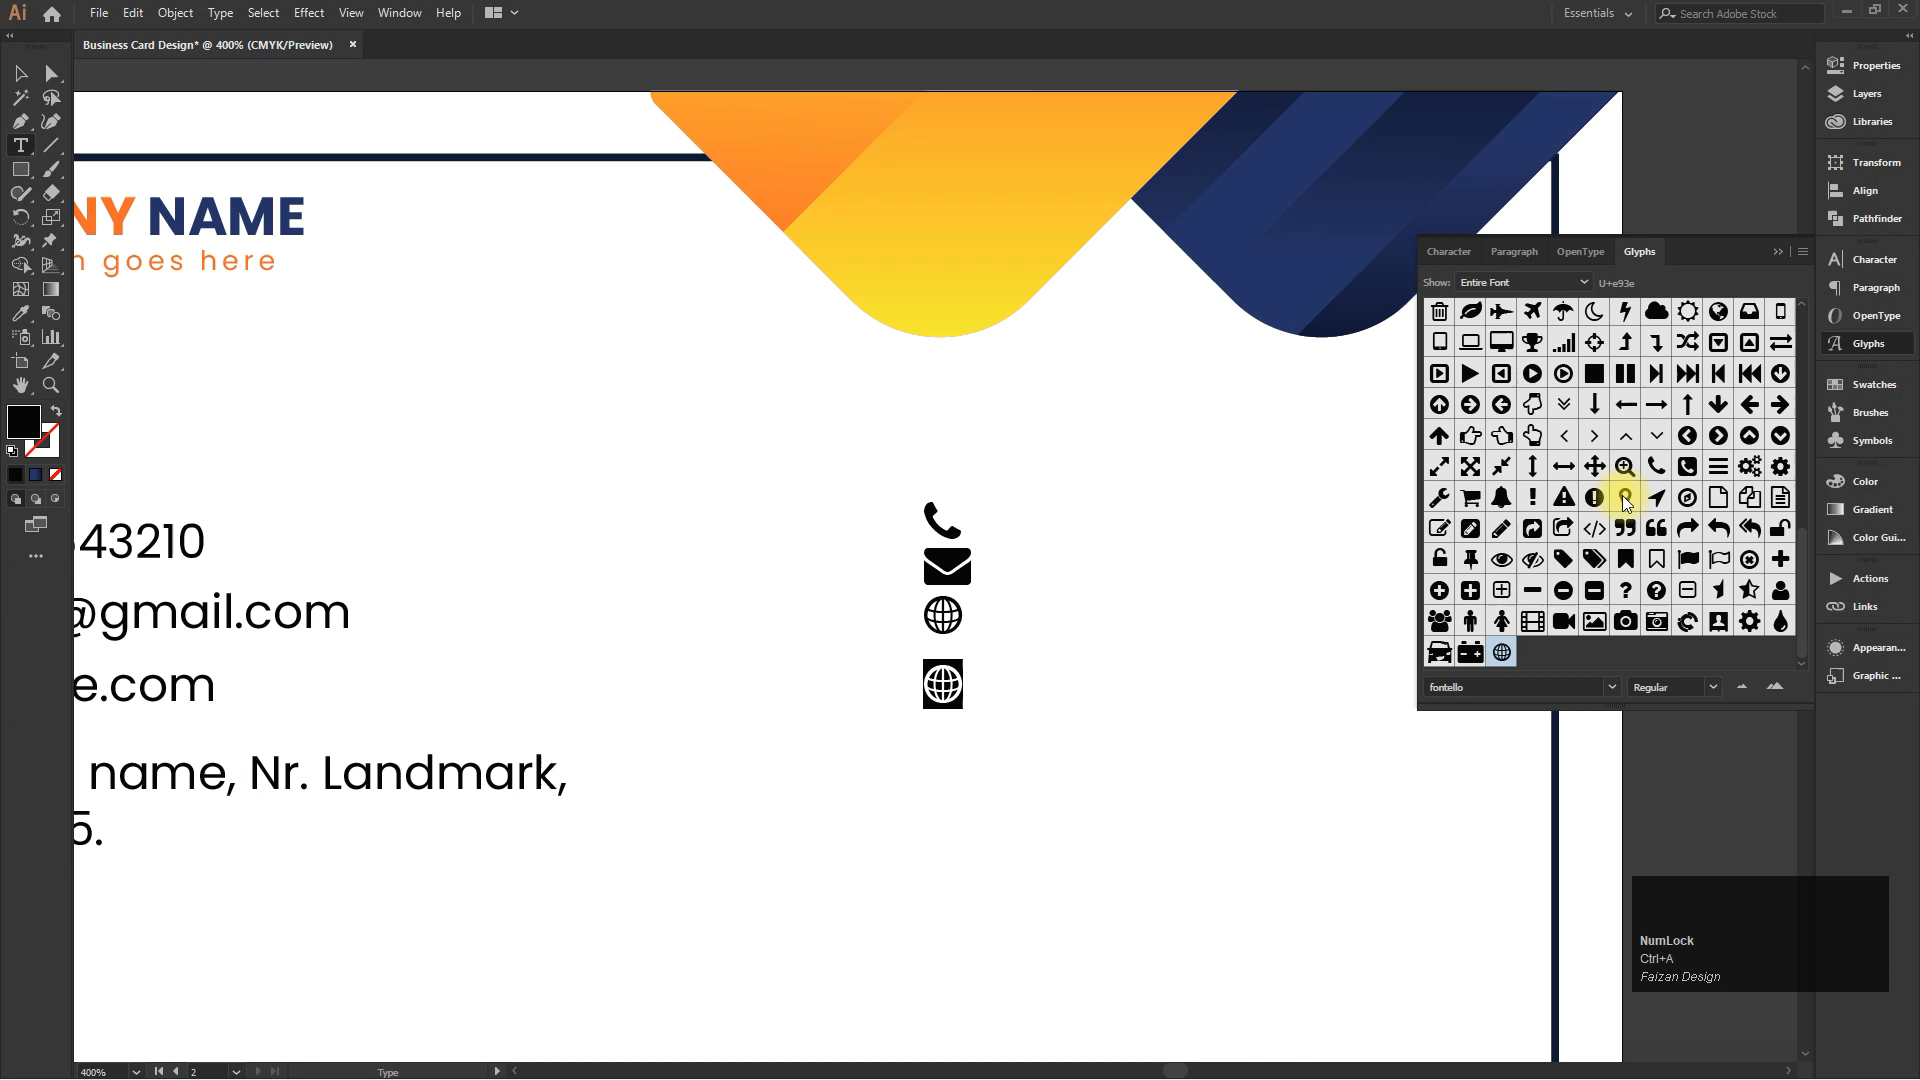 Ai File Edit Object Type Select Effect View Window Help Essentials Search Adobe Stock
Business Card Design* @ 400% (CMYK/Preview) ×
Properties
Layers
Libraries
Transform
Align
Pathfinder
Character
Paragraph
OpenType
Glyphs
Swatches
Brushes
Symbols
Color
Gradient
Color Gui...
Actions
Links
Appearan...
Graphic ...
NY NAME
n goes here
43210
@gmail.com
e.com
name, Nr. Landmark,
5.
Character Paragraph OpenType Glyphs
Show: Entire Font U+e93e
fontello Regular
NumLock
Ctrl+A
Faizan Design
400% 2 Type